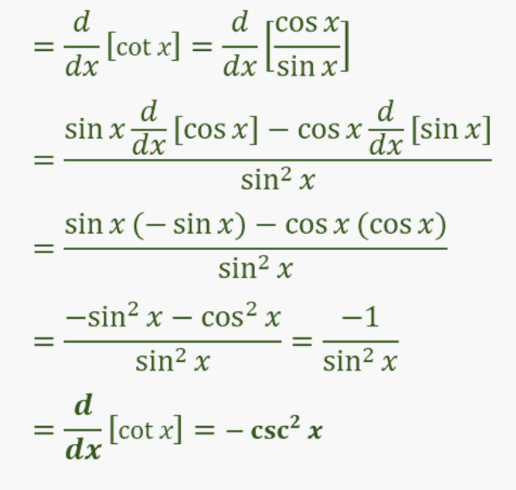 = d/dx [cot x] = d/dx [cos x / sin x]
= (sin x d/dx [cos x] − cos x d/dx [sin x]) / sin² x
= (sin x (− sin x) − cos x (cos x)) / sin² x
= (−sin² x − cos² x) / sin² x = −1 / sin² x
= d/dx [cot x] = − csc² x